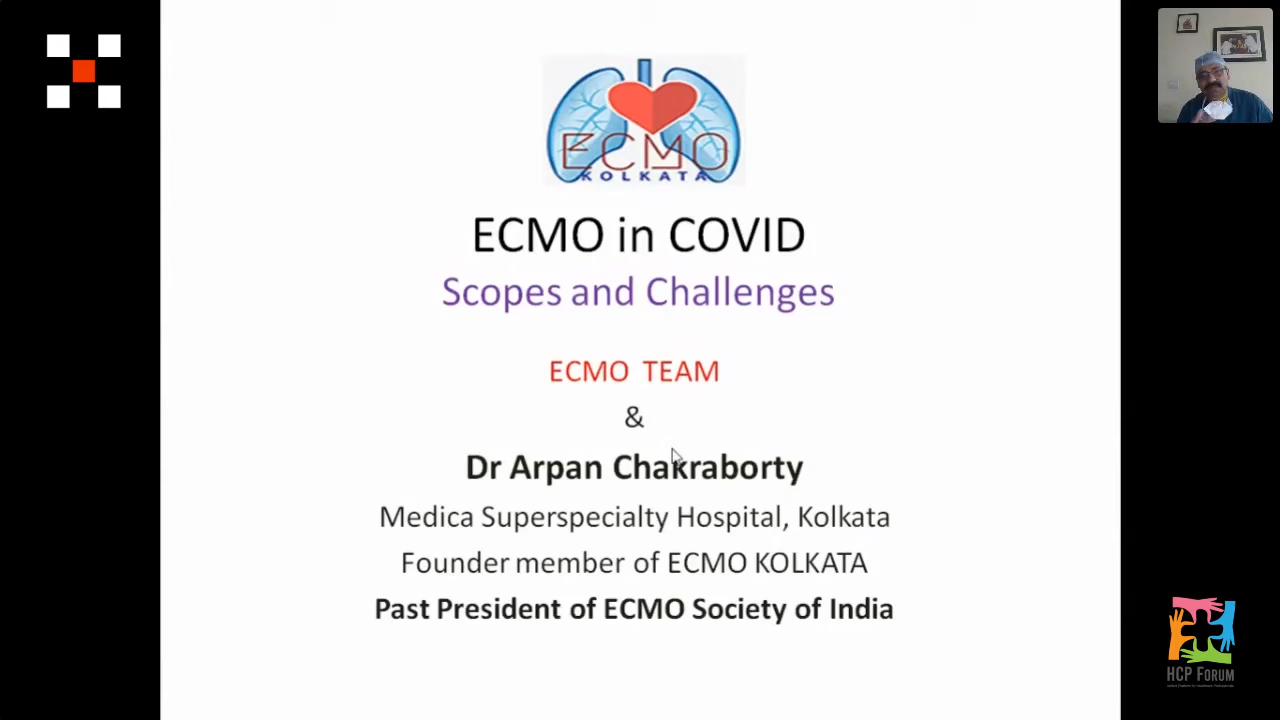 ECMO
KOLKATA
ECMO in COVID
Scopes and Challenges
ECMO TEAM
&
Dr Arpan Chakraborty
Medica Superspecialty Hospital, Kolkata
Founder member of ECMO KOLKATA
Past President of ECMO Society of India
HCP FORUM